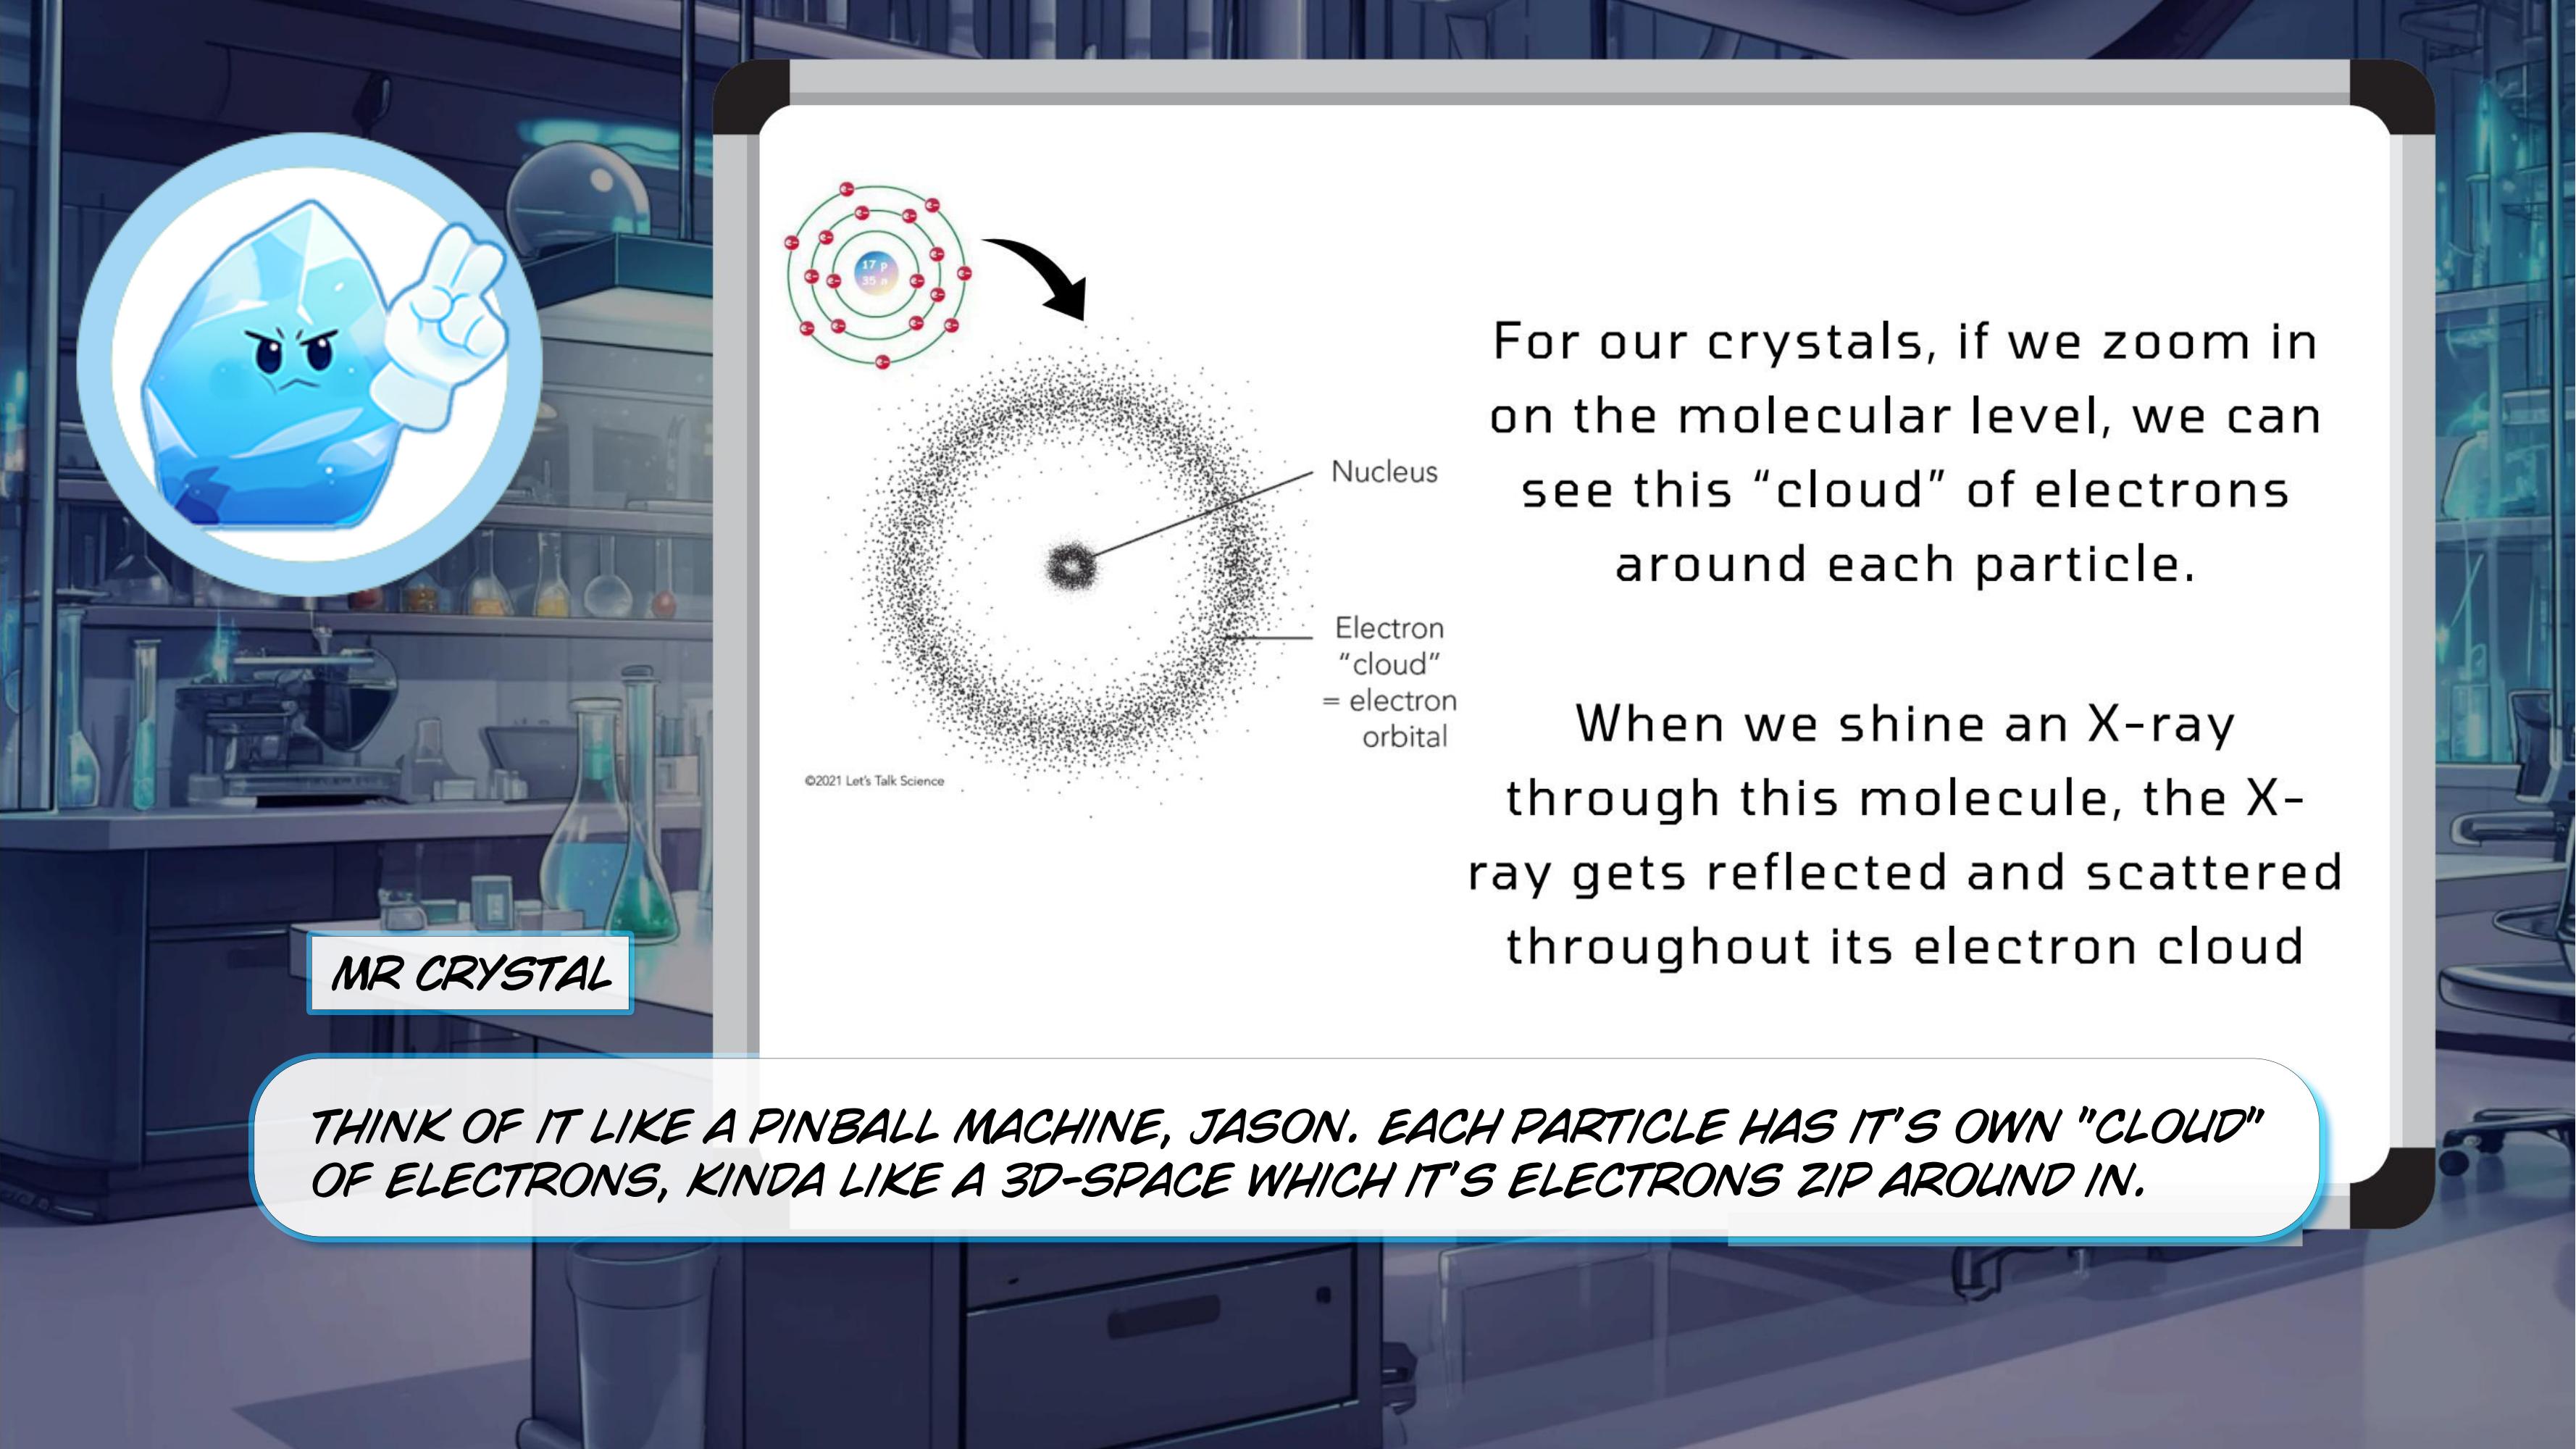 17 p
35 n
Nucleus
Electron
“cloud”
= electron
orbital
©2021 Let's Talk Science
For our crystals, if we zoom in
on the molecular level, we can
see this “cloud” of electrons
around each particle.
When we shine an X-ray
through this molecule, the X-
ray gets reflected and scattered
throughout its electron cloud
MR CRYSTAL
THINK OF IT LIKE A PINBALL MACHINE, JASON. EACH PARTICLE HAS IT'S OWN "CLOUD"
OF ELECTRONS, KINDA LIKE A 3D-SPACE WHICH IT'S ELECTRONS ZIP AROUND IN.